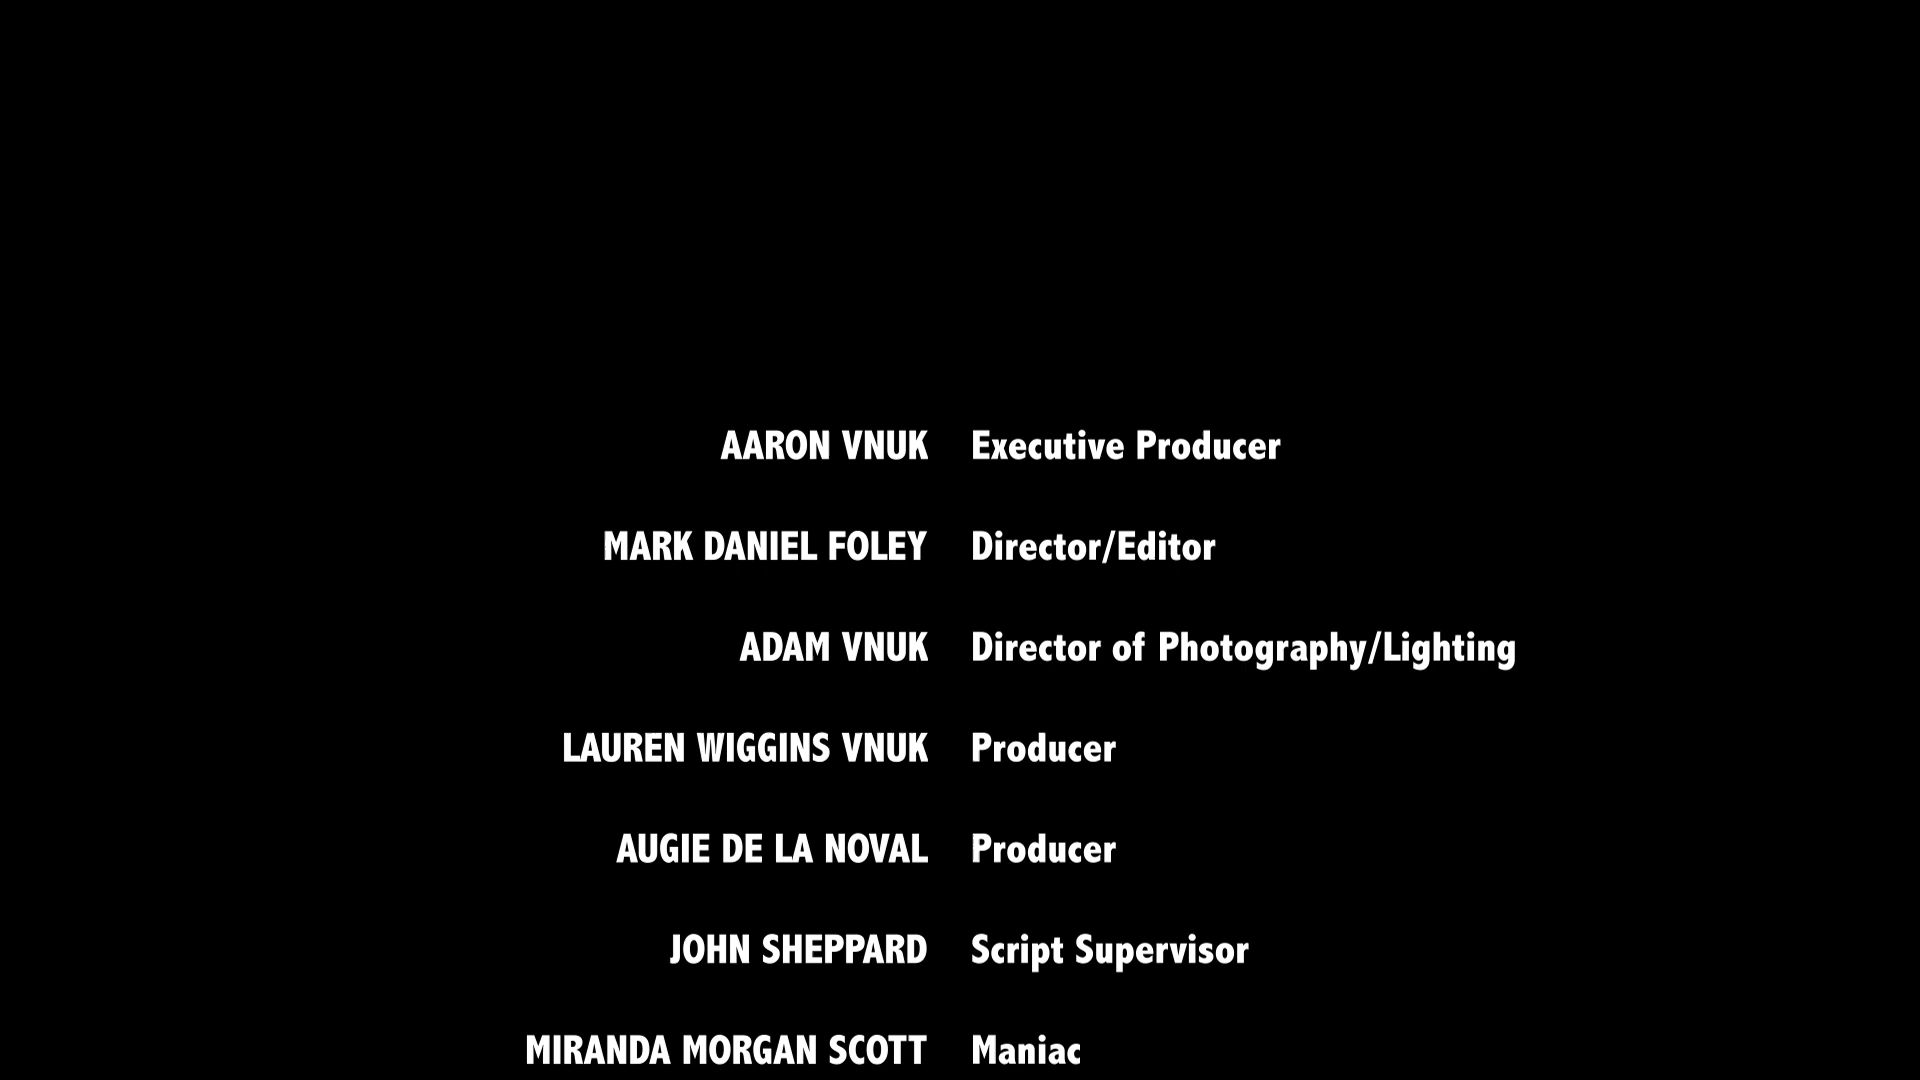 AARON VNUK Executive Producer
MARK DANIEL FOLEY Director/Editor
ADAM VNUK Director of Photography/Lighting
LAUREN WIGGINS VNUK Producer
AUGIE DE LA NOVAL Producer
JOHN SHEPPARD Script Supervisor
MIRANDA MORGAN SCOTT Maniac